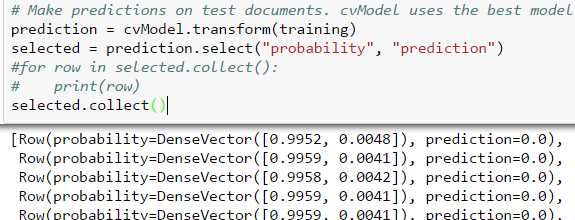 # Make predictions on test documents. cvModel uses the best model
prediction = cvModel.transform(training)
selected = prediction.select("probability", "prediction")
#for row in selected.collect():
#    print(row)
selected.collect()
[Row(probability=DenseVector([0.9952, 0.0048]), prediction=0.0),
 Row(probability=DenseVector([0.9959, 0.0041]), prediction=0.0),
 Row(probability=DenseVector([0.9958, 0.0042]), prediction=0.0),
 Row(probability=DenseVector([0.9959, 0.0041]), prediction=0.0),
 Row(probability=DenseVector([0.9959, 0.0041]), prediction=0.0),